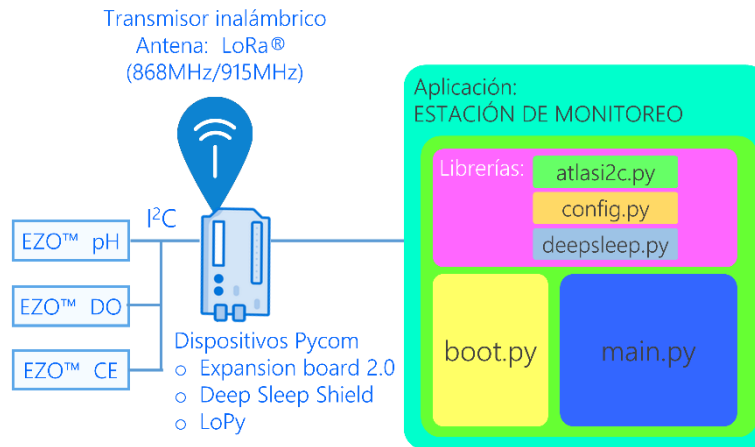 Transmisor inalámbrico
Antena: LoRa®
(868MHz/915MHz)
Aplicación:
ESTACIÓN DE MONITOREO
Librerías:
atlasi2c.py
config.py
deepsleep.py
I²C
EZO™ pH
EZO™ DO
EZO™ CE
Dispositivos Pycom
o Expansion board 2.0
o Deep Sleep Shield
o LoPy
boot.py
main.py